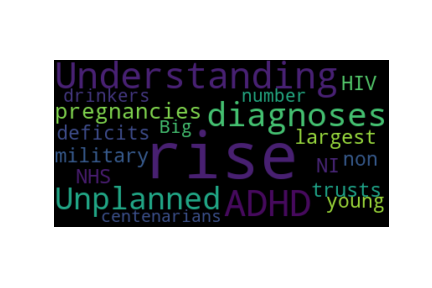 Understanding HIV
drinkers number
pregnancies diagnoses
deficits Big largest
military rise NI non
NHS trusts
Unplanned ADHD young
centenarians